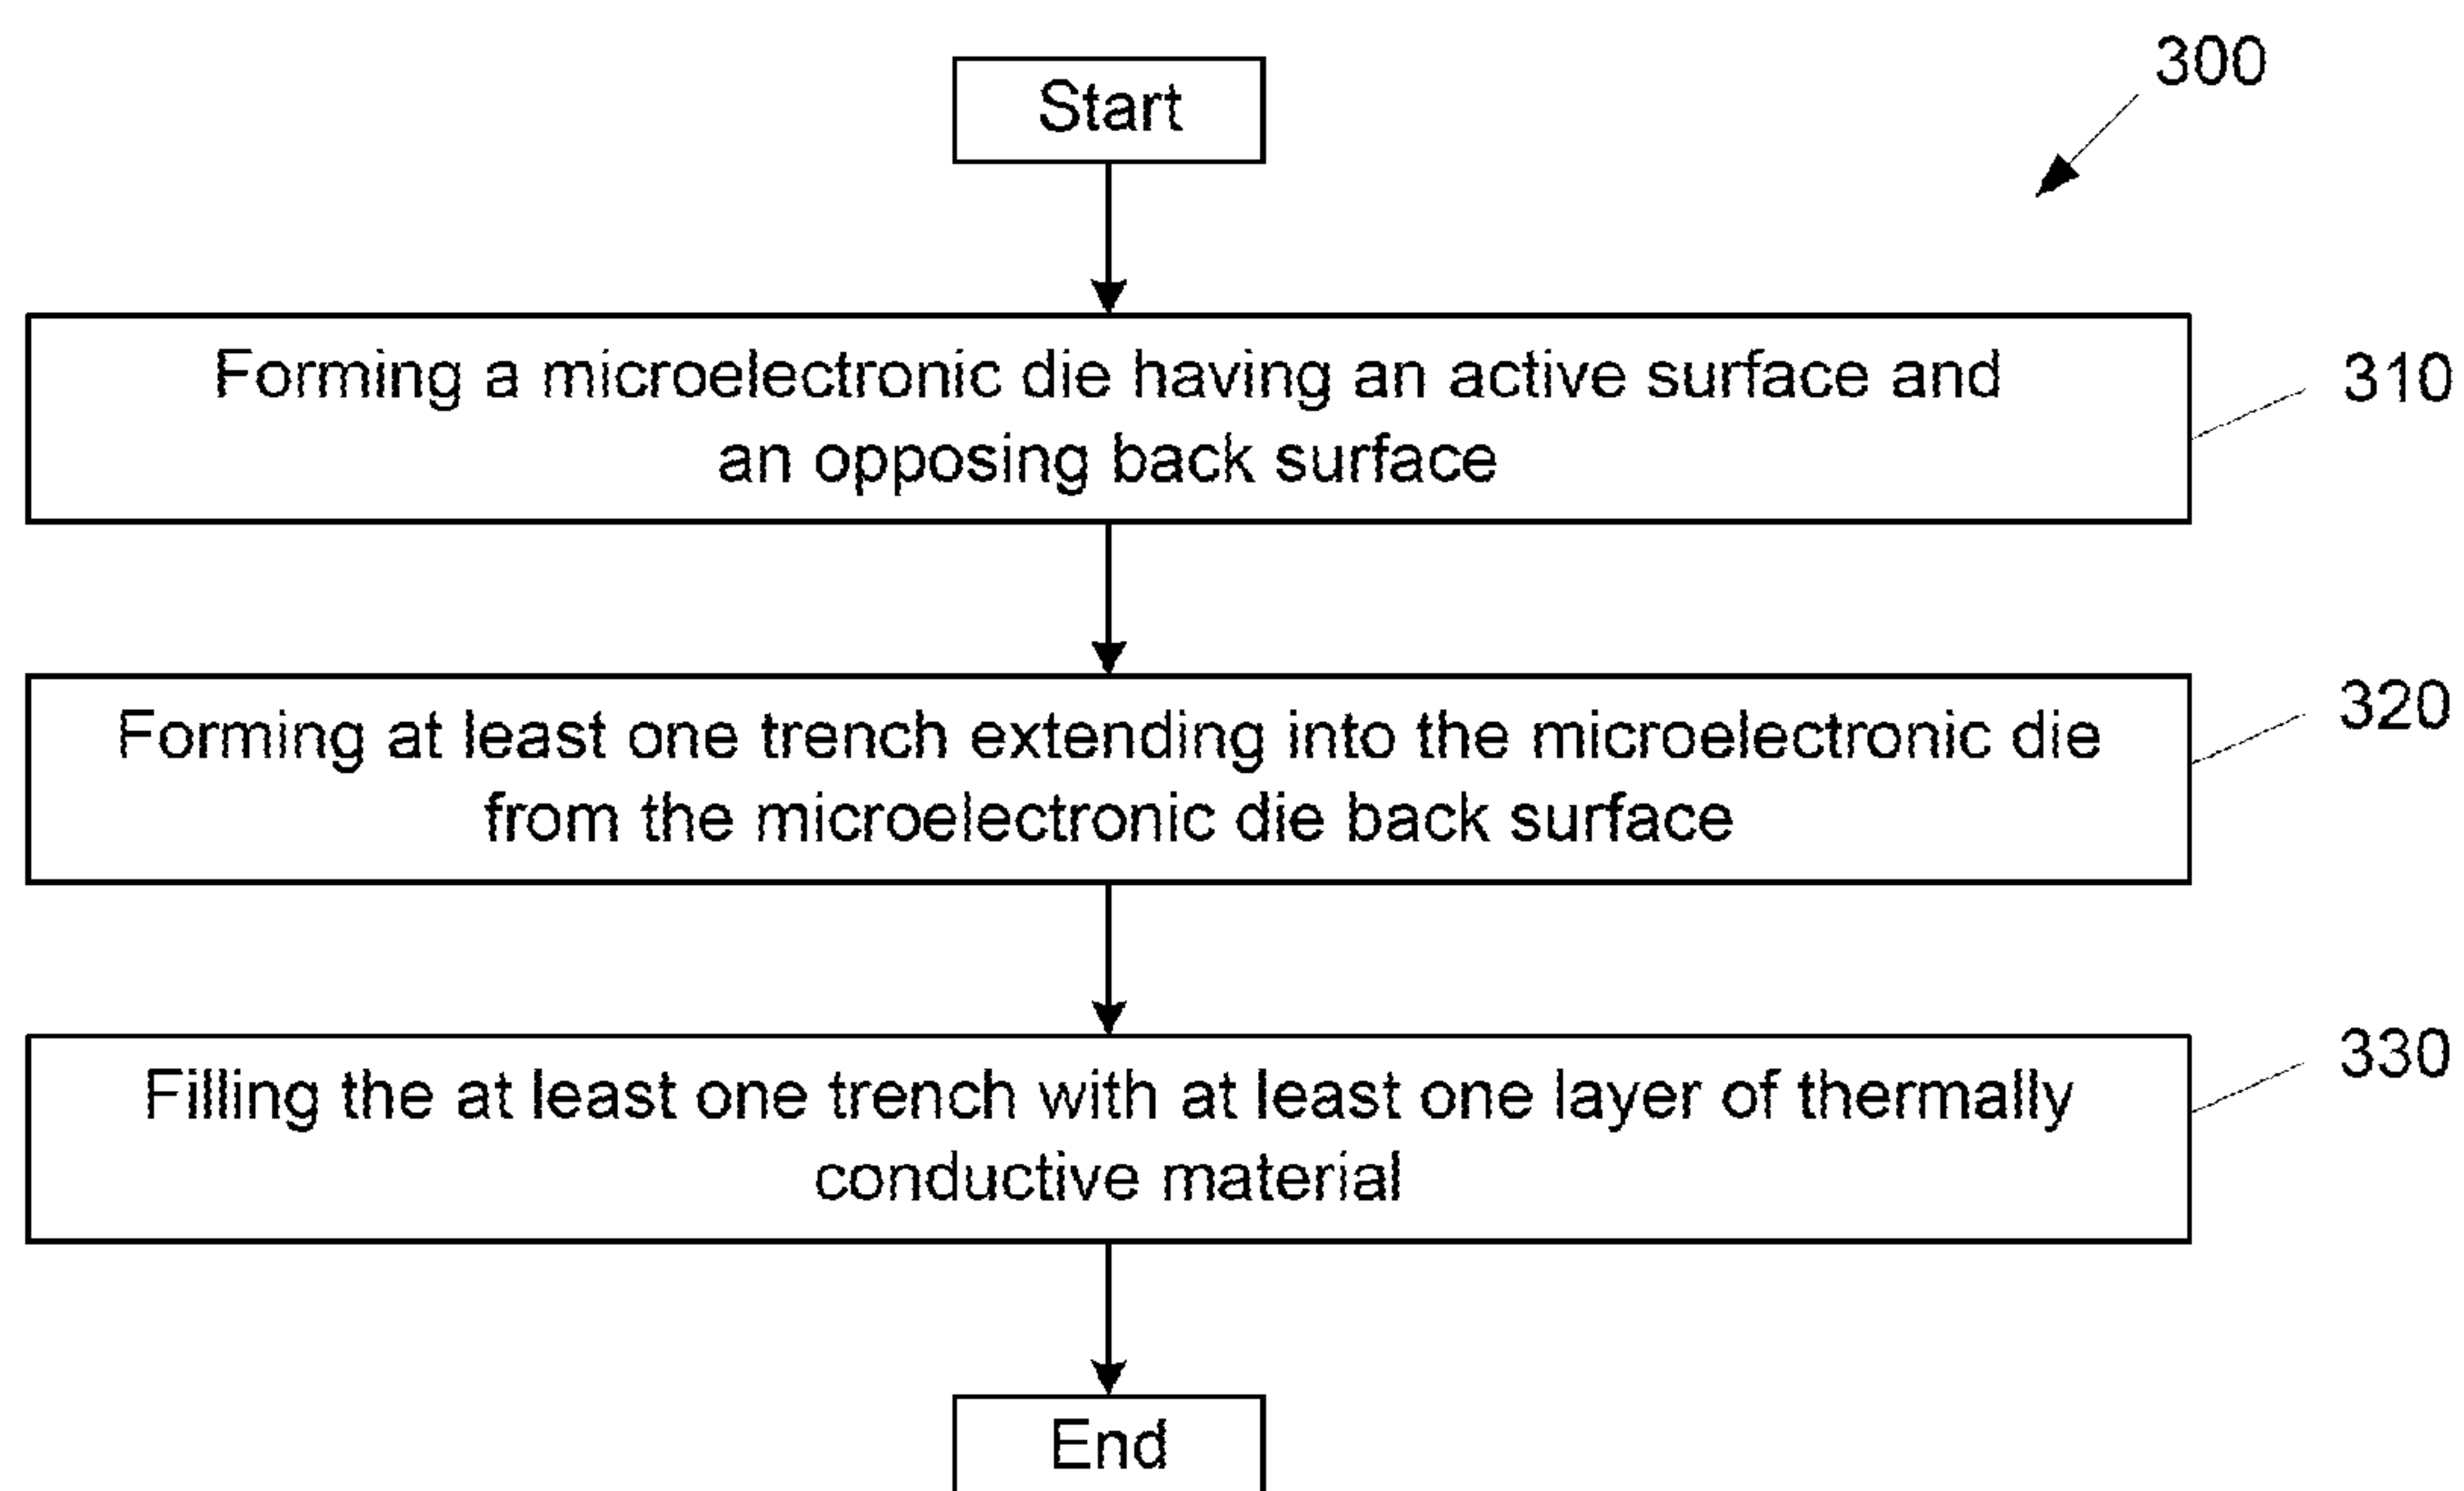 300
Start
Forming a microelectronic die having an active surface and
an opposing back surface
310
Forming at least one trench extending into the microelectronic die
from the microelectronic die back surface
320
Filling the at least one trench with at least one layer of thermally
conductive material
330
End